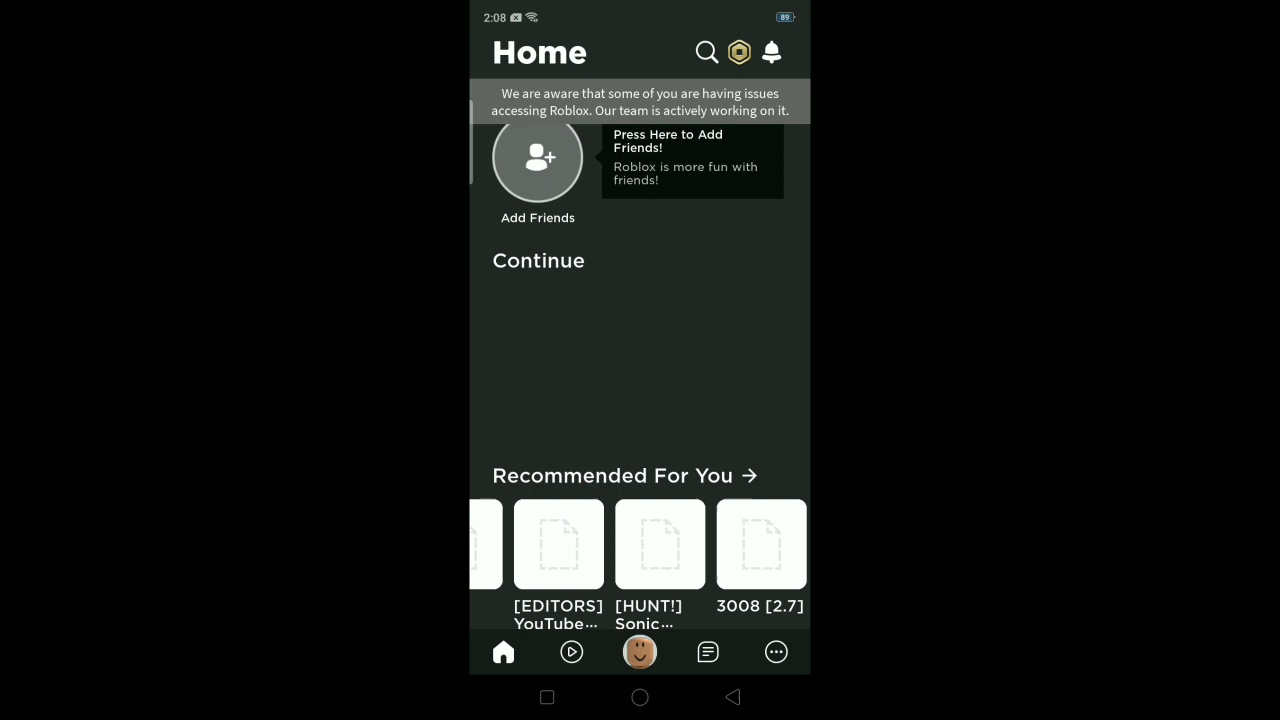 2:08
89
Home
We are aware that some of you are having issues
accessing Roblox. Our team is actively working on it.
Press Here to Add
Friends!
Roblox is more fun with
friends!
Add Friends
Continue
Recommended For You →
[EDITORS]
YouTube...
[HUNT!]
Sonic...
3008 [2.7]